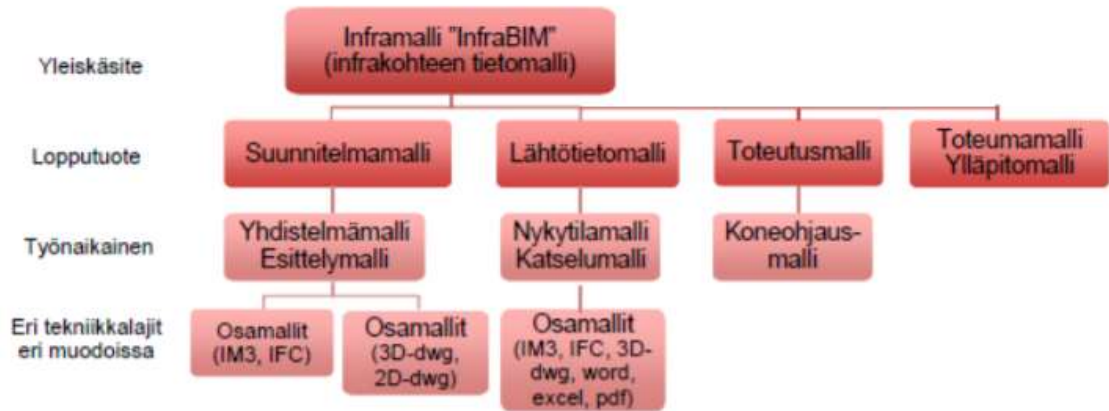 Yleiskäsite
Inframalli "InfraBIM"
(infrakohteen tietomalli)
Lopputuote
Suunnitelmamalli
Lähtötietomalli
Toteutusmalli
Toteumamalli
Ylläpitomalli
Työnaikainen
Yhdistelmämalli
Esittelymalli
Nykytilamalli
Katselumalli
Koneohjaus-
malli
Eri tekniikkalajit
eri muodoissa
Osamallit
(IM3, IFC)
Osamallit
(3D-dwg,
2D-dwg)
Osamallit
(IM3, IFC, 3D-
dwg, word,
excel, pdf)